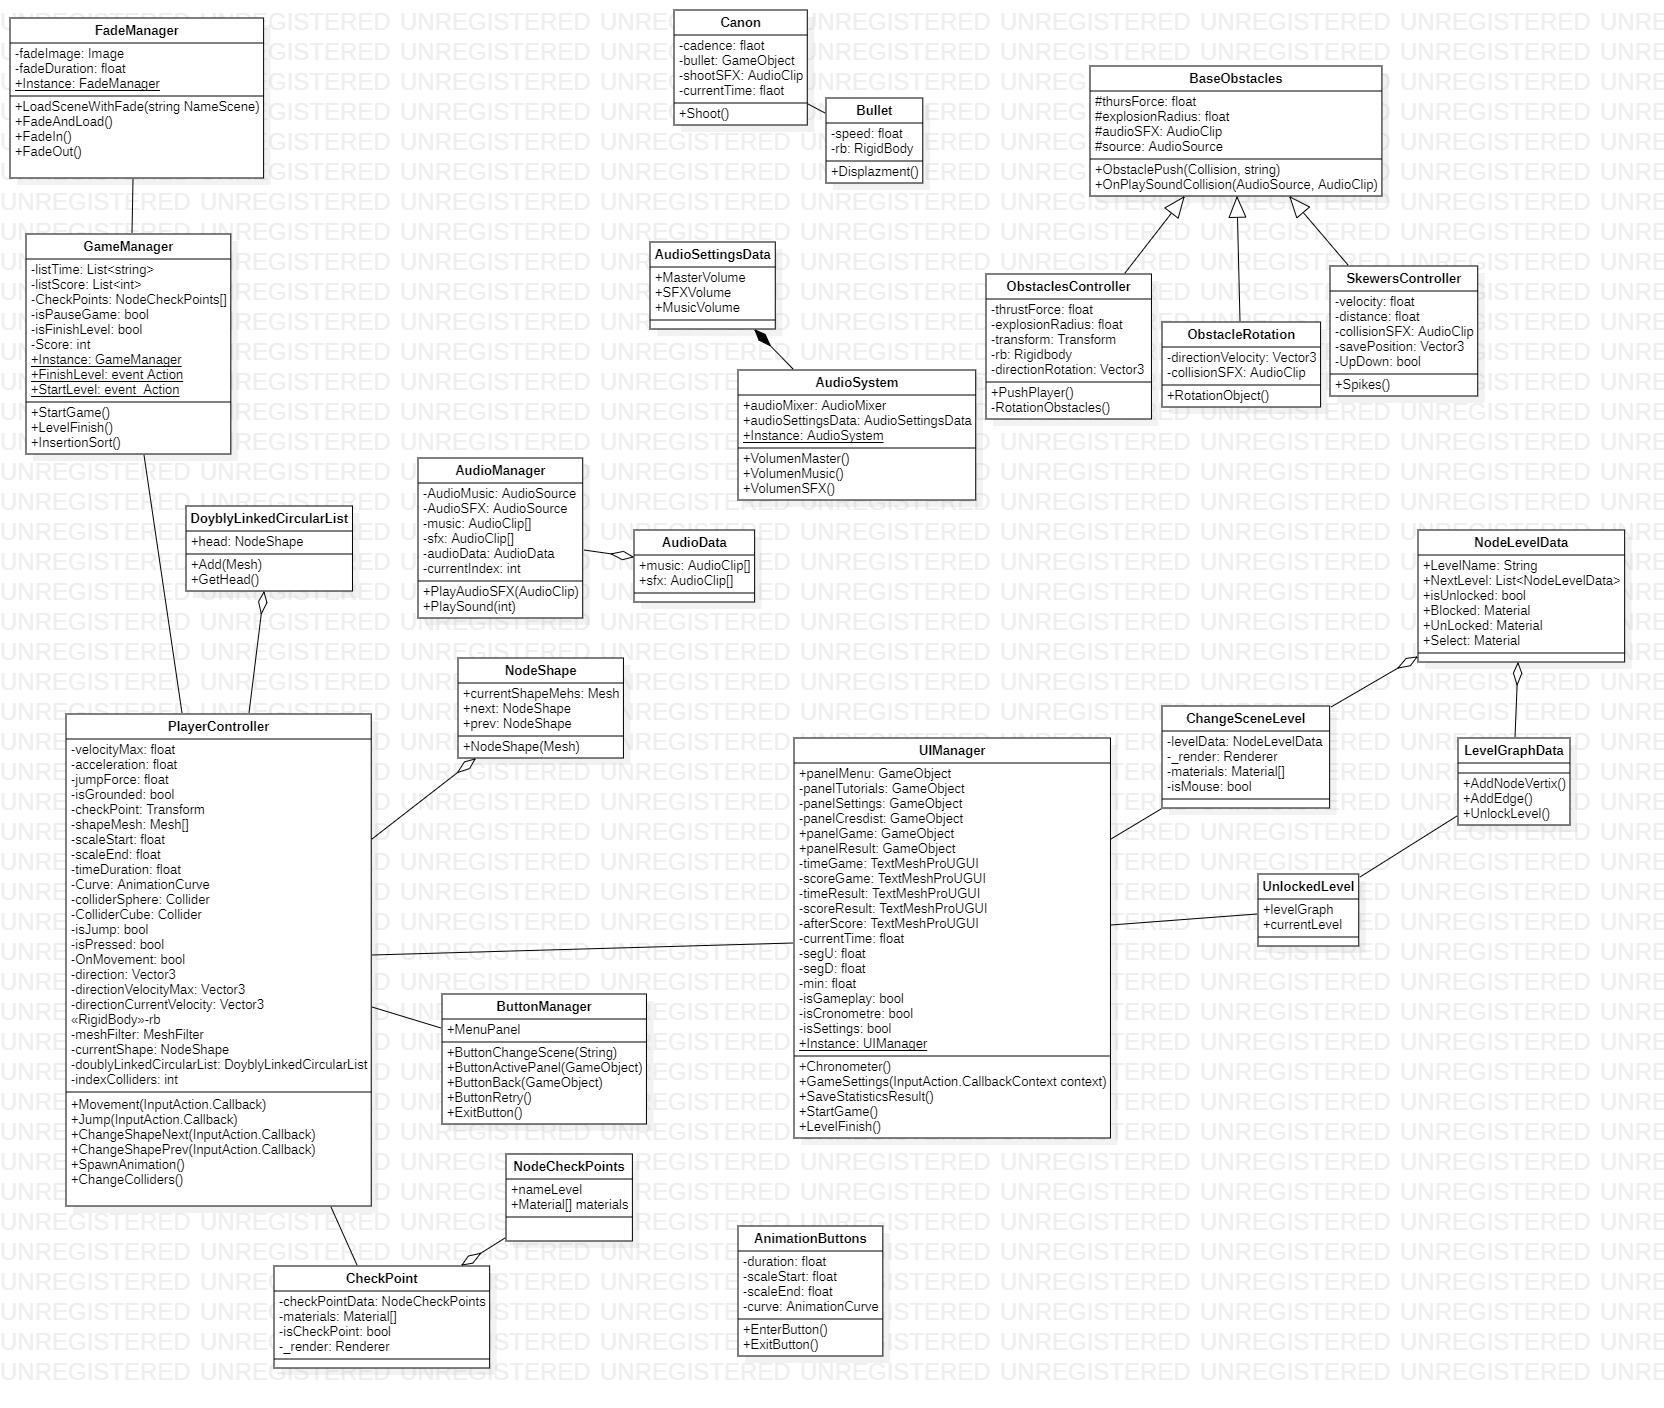 FadeManager
-fadeImage: Image
-fadeDuration: float
+Instance: FadeManager
+LoadSceneWithFade(string NameScene)
+FadeAndLoad()
+FadeIn()
+FadeOut()
Canon
-cadence: flaot
-bullet: GameObject
-shootSFX: AudioClip
-currentTime: flaot
+Shoot()
Bullet
-speed: float
-rb: RigidBody
+Displazment()
BaseObstacles
#thursForce: float
#explosionRadius: float
#audioSFX: AudioClip
#source: AudioSource
+ObstaclePush(Collision, string)
+OnPlaySoundCollision(AudioSource, AudioClip)
GameManager
-listTime: List<string>
-listScore: List<int>
-CheckPoints: NodeCheckPoints[]
-isPauseGame: bool
-isFinishLevel: bool
-Score: int
+Instance: GameManager
+FinishLevel: event Action
+StartLevel: event  Action
+StartGame()
+LevelFinish()
+InsertionSort()
AudioSettingsData
+MasterVolume
+SFXVolume
+MusicVolume
ObstaclesController
-thrustForce: float
-explosionRadius: float
-transform: Transform
-rb: Rigidbody
-directionRotation: Vector3
+PushPlayer()
-RotationObstacles()
ObstacleRotation
-directionVelocity: Vector3
-collisionSFX: AudioClip
+RotationObject()
SkewersController
-velocity: float
-distance: float
-collisionSFX: AudioClip
-savePosition: Vector3
-UpDown: bool
+Spikes()
AudioSystem
+audioMixer: AudioMixer
+audioSettingsData: AudioSettingsData
+Instance: AudioSystem
+VolumenMaster()
+VolumenMusic()
+VolumenSFX()
AudioManager
-AudioMusic: AudioSource
-AudioSFX: AudioSource
-music: AudioClip[]
-sfx: AudioClip[]
-audioData: AudioData
-currentIndex: int
+PlayAudioSFX(AudioClip)
+PlaySound(int)
DoyblyLinkedCircularList
+head: NodeShape
+Add(Mesh)
+GetHead()
AudioData
+music: AudioClip[]
+sfx: AudioClip[]
NodeLevelData
+LevelName: String
+NextLevel: List<NodeLevelData>
+isUnlocked: bool
+Blocked: Material
+UnLocked: Material
+Select: Material
NodeShape
+currentShapeMehs: Mesh
+next: NodeShape
+prev: NodeShape
+NodeShape(Mesh)
PlayerController
-velocityMax: float
-acceleration: float
-jumpForce: float
-isGrounded: bool
-checkPoint: Transform
-shapeMesh: Mesh[]
-scaleStart: float
-scaleEnd: float
-timeDuration: float
-Curve: AnimationCurve
-colliderSphere: Collider
-ColliderCube: Collider
-isJump: bool
-isPressed: bool
-OnMovement: bool
-direction: Vector3
-directionVelocityMax: Vector3
-directionCurrentVelocity: Vector3
«RigidBody»-rb
-meshFilter: MeshFilter
-currentShape: NodeShape
-doublyLinkedCircularList: DoyblyLinkedCircularList
-indexColliders: int
+Movement(InputAction.Callback)
+Jump(InputAction.Callback)
+ChangeShapeNext(InputAction.Callback)
+ChangeShapePrev(InputAction.Callback)
+SpawnAnimation()
+ChangeColliders()
UIManager
+panelMenu: GameObject
-panelTutorials: GameObject
-panelSettings: GameObject
-panelCresdist: GameObject
+panelGame: GameObject
+panelResult: GameObject
-timeGame: TextMeshProUGUI
-scoreGame: TextMeshProUGUI
-timeResult: TextMeshProUGUI
-scoreResult: TextMeshProUGUI
-afterScore: TextMeshProUGUI
-currentTime: float
-segU: float
-segD: float
-min: float
-isGameplay: bool
-isCronometre: bool
-isSettings: bool
+Instance: UIManager
+Chronometer()
+GameSettings(InputAction.CallbackContext context)
+SaveStatisticsResult()
+StartGame()
+LevelFinish()
ChangeSceneLevel
-levelData: NodeLevelData
-_render: Renderer
-materials: Material[]
-isMouse: bool
LevelGraphData
+AddNodeVertix()
+AddEdge()
+UnlockLevel()
UnlockedLevel
+levelGraph
+currentLevel
ButtonManager
+MenuPanel
+ButtonChangeScene(String)
+ButtonActivePanel(GameObject)
+ButtonBack(GameObject)
+ButtonRetry()
+ExitButton()
NodeCheckPoints
+nameLevel
+Material[] materials
CheckPoint
-checkPointData: NodeCheckPoints
-materials: Material[]
-isCheckPoint: bool
-_render: Renderer
AnimationButtons
-duration: float
-scaleStart: float
-scaleEnd: float
-curve: AnimationCurve
+EnterButton()
+ExitButton()